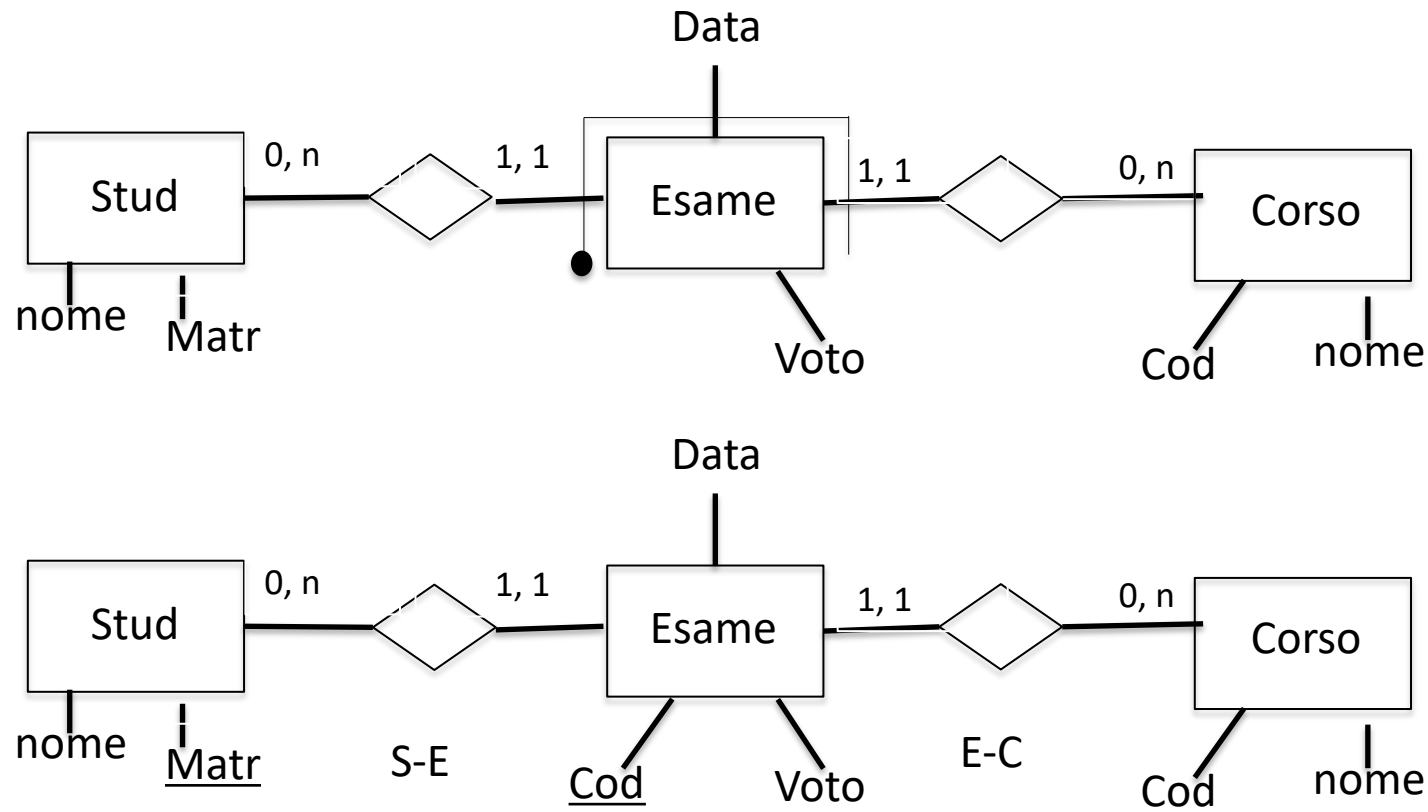 Data
0, n
1, 1
1, 1
0, n
Stud
Esame
Corso
nome
Matr
Voto
Cod
nome
Data
0, n
1, 1
1, 1
0, n
Stud
Esame
Corso
nome
Matr
S-E
Cod
Voto
E-C
Cod
nome